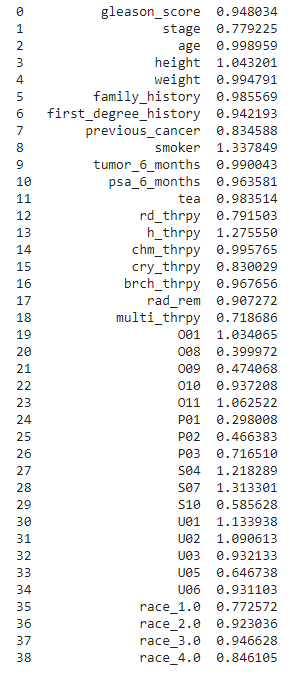 0 gleason_score 0.948034
1 stage 0.779225
2 age 0.998959
3 height 1.043201
4 weight 0.994791
5 family_history 0.985569
6 first_degree_history 0.942193
7 previous_cancer 0.834588
8 smoker 1.337849
9 tumor_6_months 0.990043
10 psa_6_months 0.963581
11 tea 0.983514
12 rd_thrpy 0.791503
13 h_thrpy 1.275550
14 chm_thrpy 0.995765
15 cry_thrpy 0.830029
16 brch_thrpy 0.967656
17 rad_rem 0.907272
18 multi_thrpy 0.718686
19 O01 1.034065
20 O08 0.399972
21 O09 0.474068
22 O10 0.937208
23 O11 1.062522
24 P01 0.298008
25 P02 0.466383
26 P03 0.716510
27 S04 1.218289
28 S07 1.313301
29 S10 0.585628
30 U01 1.133938
31 U02 1.090613
32 U03 0.932133
33 U05 0.646738
34 U06 0.931103
35 race_1.0 0.772572
36 race_2.0 0.923036
37 race_3.0 0.946628
38 race_4.0 0.846105